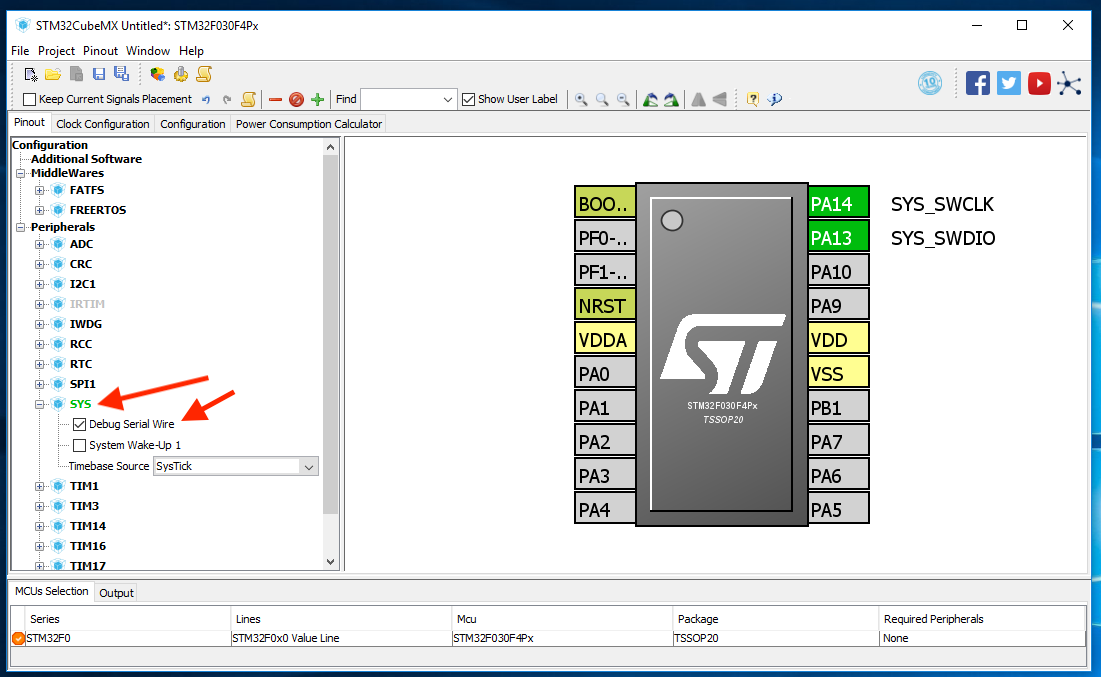 STM32CubeMX Untitled*: STM32F030F4Px
File Project Pinout Window Help
Keep Current Signals Placement Find Show User Label ?
10
Pinout Clock Configuration Configuration Power Consumption Calculator
Configuration
Additional Software
MiddleWares
FATFS
FREERTOS
Peripherals
ADC
CRC
I2C1
IRTIM
IWDG
RCC
RTC
SPI1
SYS
Debug Serial Wire
System Wake-Up 1
Timebase Source SysTick
TIM1
TIM3
TIM14
TIM16
TIM17
BOO.. PA14 SYS_SWCLK
PF0-.. PA13 SYS_SWDIO
PF1-.. PA10
NRST PA9
VDDA VDD
PA0 VSS
PA1 PB1
PA2 PA7
PA3 PA6
PA4 PA5
ST
STM32F030F4Px
TSSOP20
MCUs Selection Output
Series Lines Mcu Package Required Peripherals
STM32F0 STM32F0x0 Value Line STM32F030F4Px TSSOP20 None